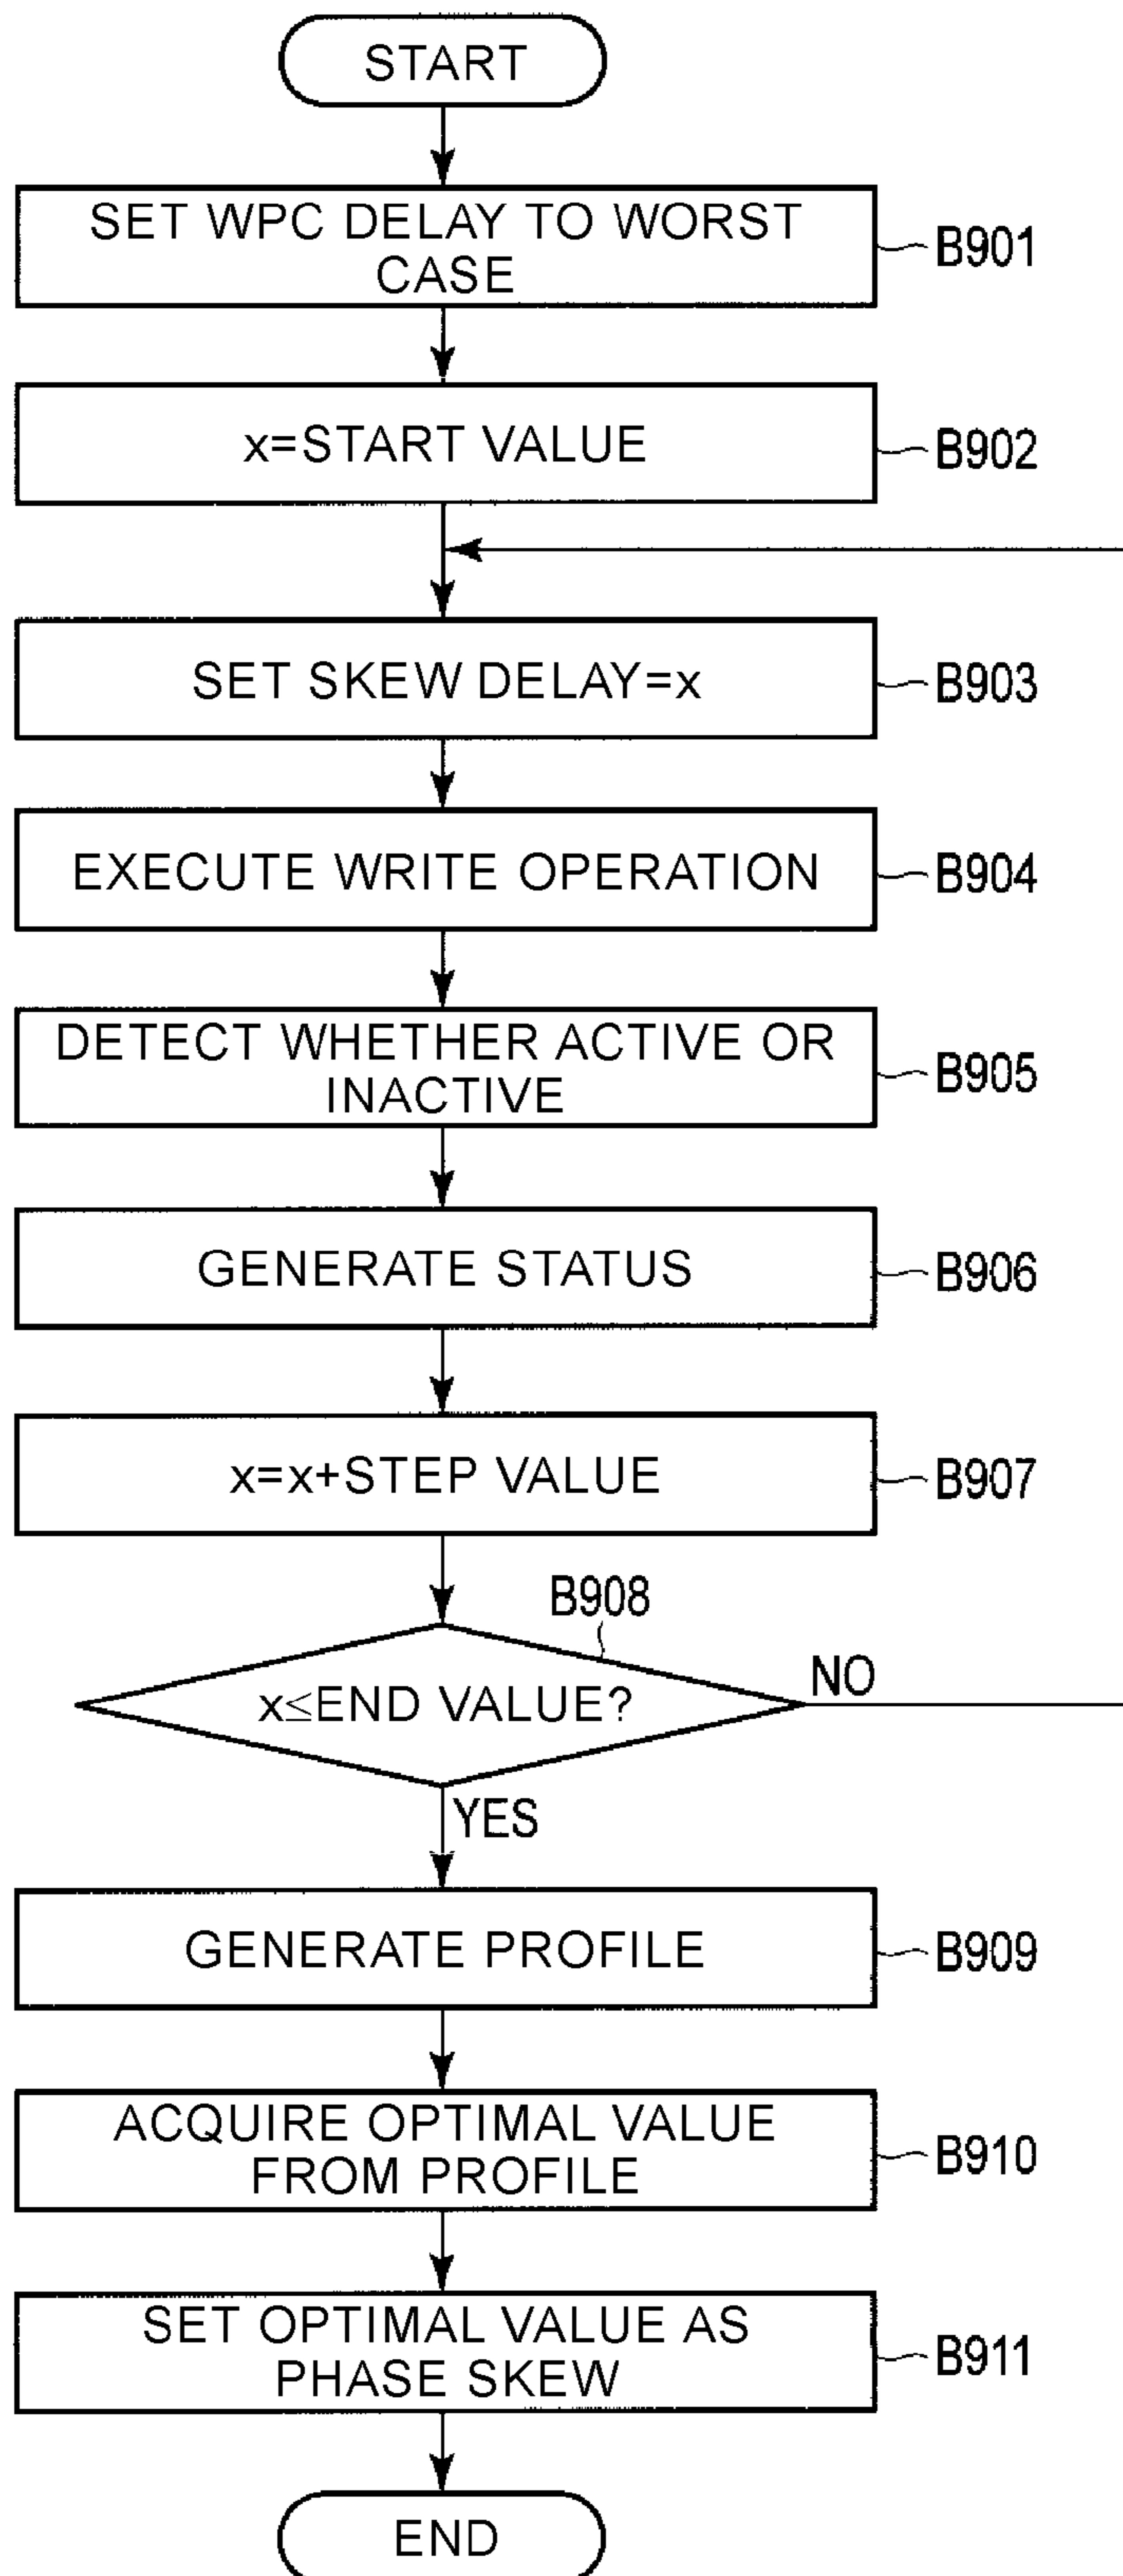 START
SET WPC DELAY TO WORST
CASE
B901
x=START VALUE
B902
SET SKEW DELAY=x
B903
EXECUTE WRITE OPERATION
B904
DETECT WHETHER ACTIVE OR
INACTIVE
B905
GENERATE STATUS
B906
x=x+STEP VALUE
B907
B908
x≤END VALUE?
NO
YES
GENERATE PROFILE
B909
ACQUIRE OPTIMAL VALUE
FROM PROFILE
B910
SET OPTIMAL VALUE AS
PHASE SKEW
B911
END